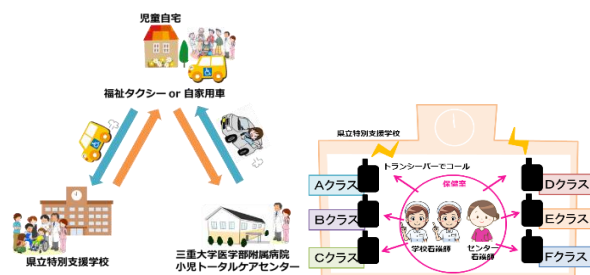 児童自宅
福祉タクシー or 自家用車
県立特別支援学校
三重大学医学部附属病院
小児トータルケアセンター
県立特別支援学校
トランシーバーでコール
保健室
Aクラス
Bクラス
Cクラス
学校看護師
センター
看護師
Dクラス
Eクラス
Fクラス